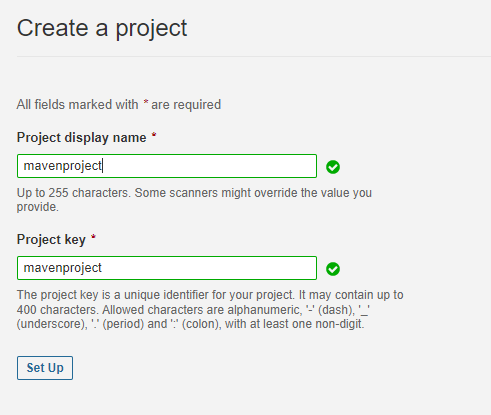 Create a project
All fields marked with * are required
Project display name *
mavenproject
Up to 255 characters. Some scanners might override the value you
provide.
Project key *
mavenproject
The project key is a unique identifier for your project. It may contain up to
400 characters. Allowed characters are alphanumeric, '-' (dash), '_'
(underscore), '.' (period) and ':' (colon), with at least one non-digit.
Set Up